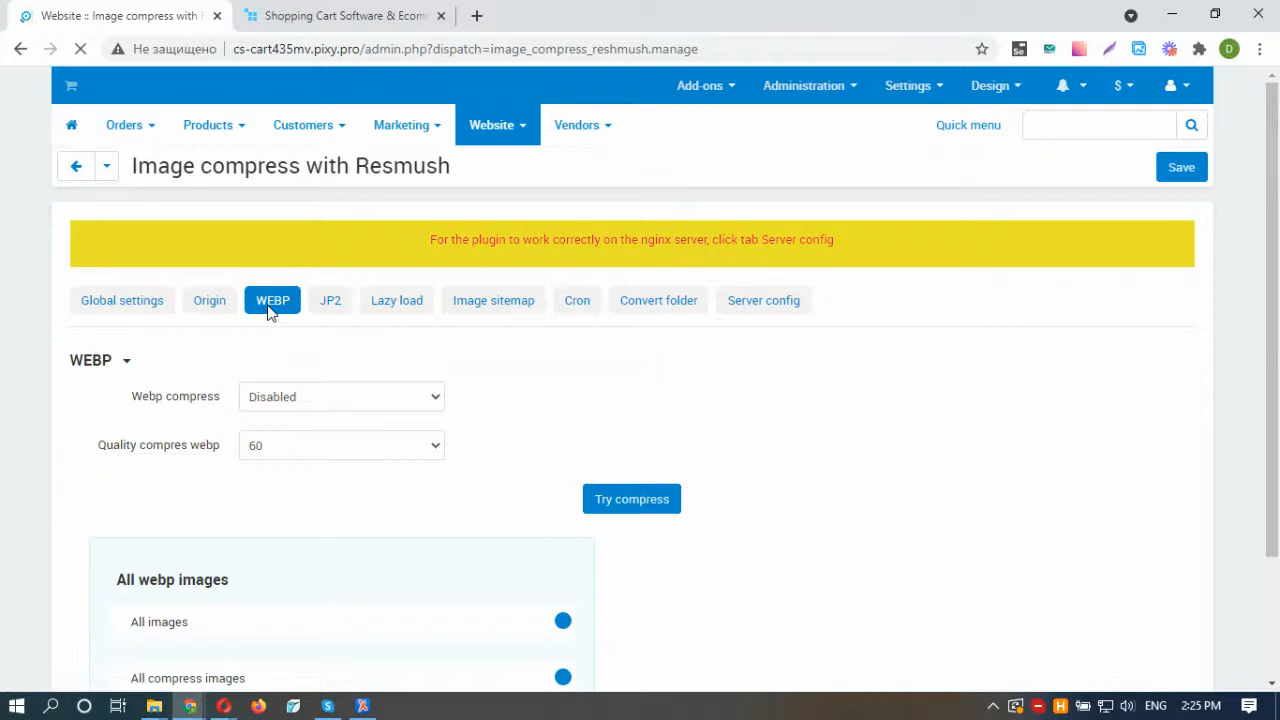 Website :: Image compress with F
Shopping Cart Software & Ecom
Не защищено
cs-cart435mv.pixy.pro/admin.php?dispatch=image_compress_reshmush.manage
Se
D
Add-ons
Administration
Settings
Design
$
Orders
Products
Customers
Marketing
Website
Vendors
Quick menu
Image compress with Resmush
Save
For the plugin to work correctly on the nginx server, click tab Server config
Global settings
Origin
WEBP
JP2
Lazy load
Image sitemap
Cron
Convert folder
Server config
WEBP
Webp compress
Disabled
Quality compres webp
60
Try compress
All webp images
All images
All compress images
ENG
2:25 PM